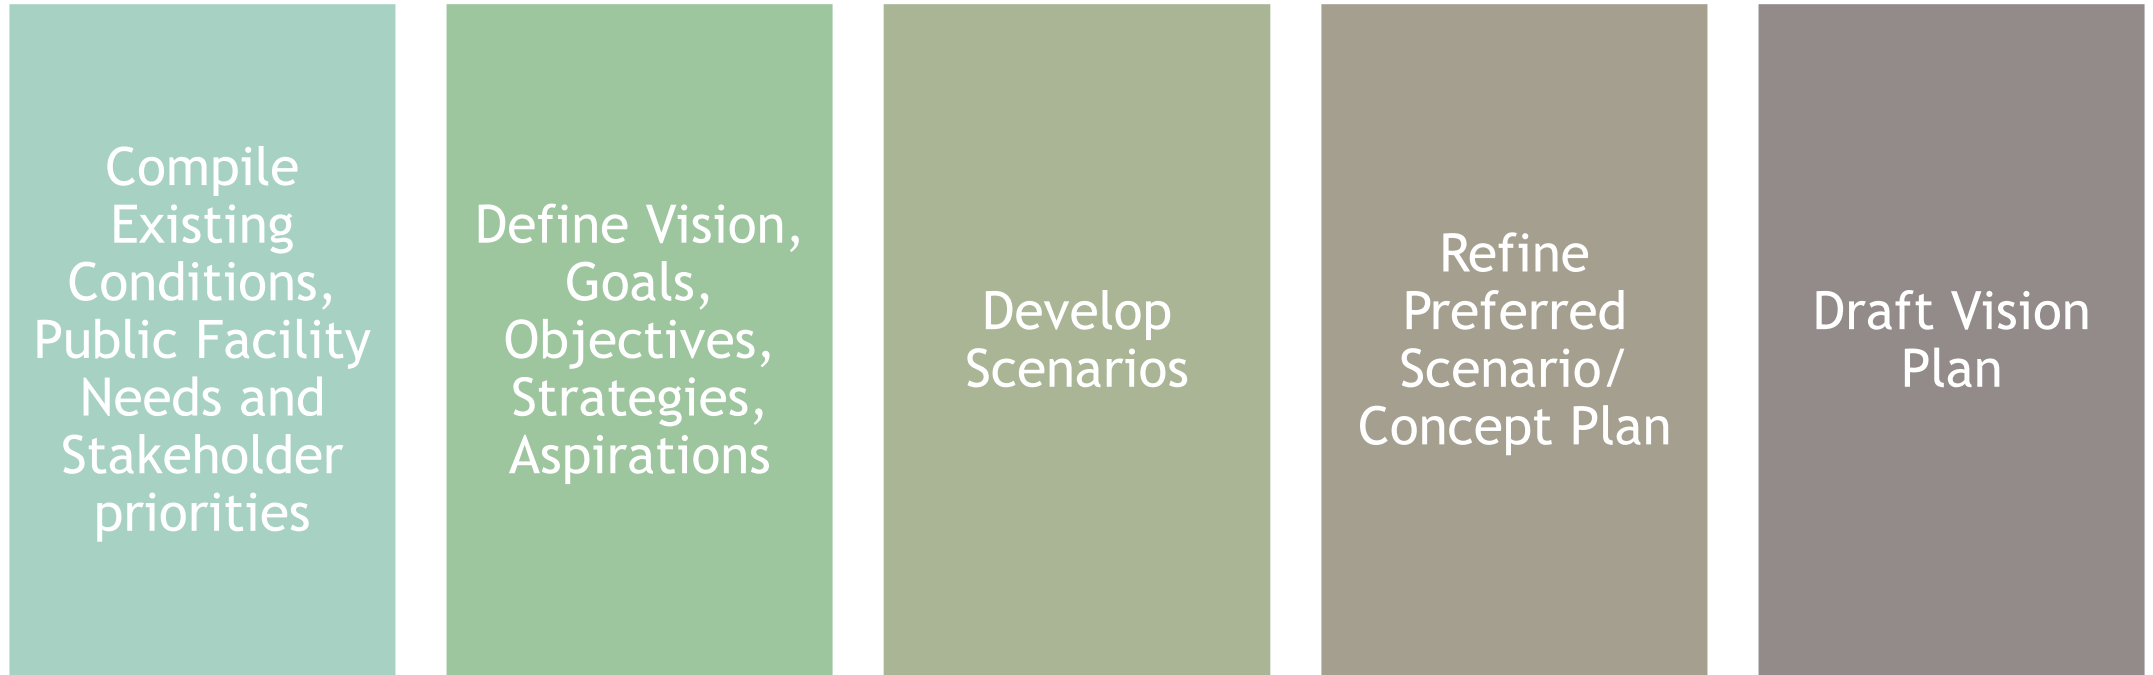 Compile
Existing
Conditions,
Public Facility
Needs and
Stakeholder
priorities
Define Vision,
Goals,
Objectives,
Strategies,
Aspirations
Develop
Scenarios
Refine
Preferred
Scenario/
Concept Plan
Draft Vision
Plan